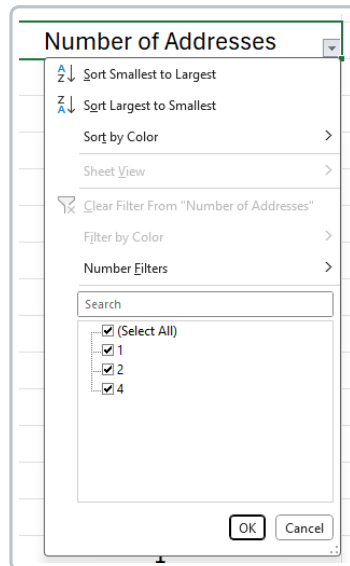 Number of Addresses
Sort Smallest to Largest
Sort Largest to Smallest
Sort by Color
Sheet View
Clear Filter From "Number of Addresses"
Filter by Color
Number Filters
Search
(Select All)
1
2
4
OK
Cancel